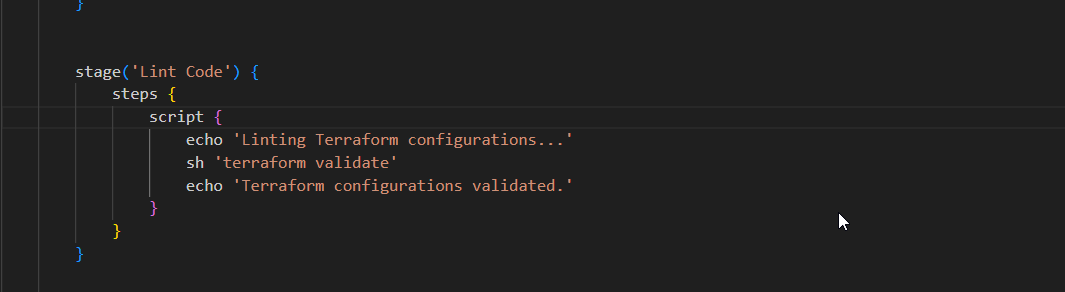 }
stage('Lint Code') {
steps {
script {
echo 'Linting Terraform configurations...'
sh 'terraform validate'
echo 'Terraform configurations validated.'
}
}
}